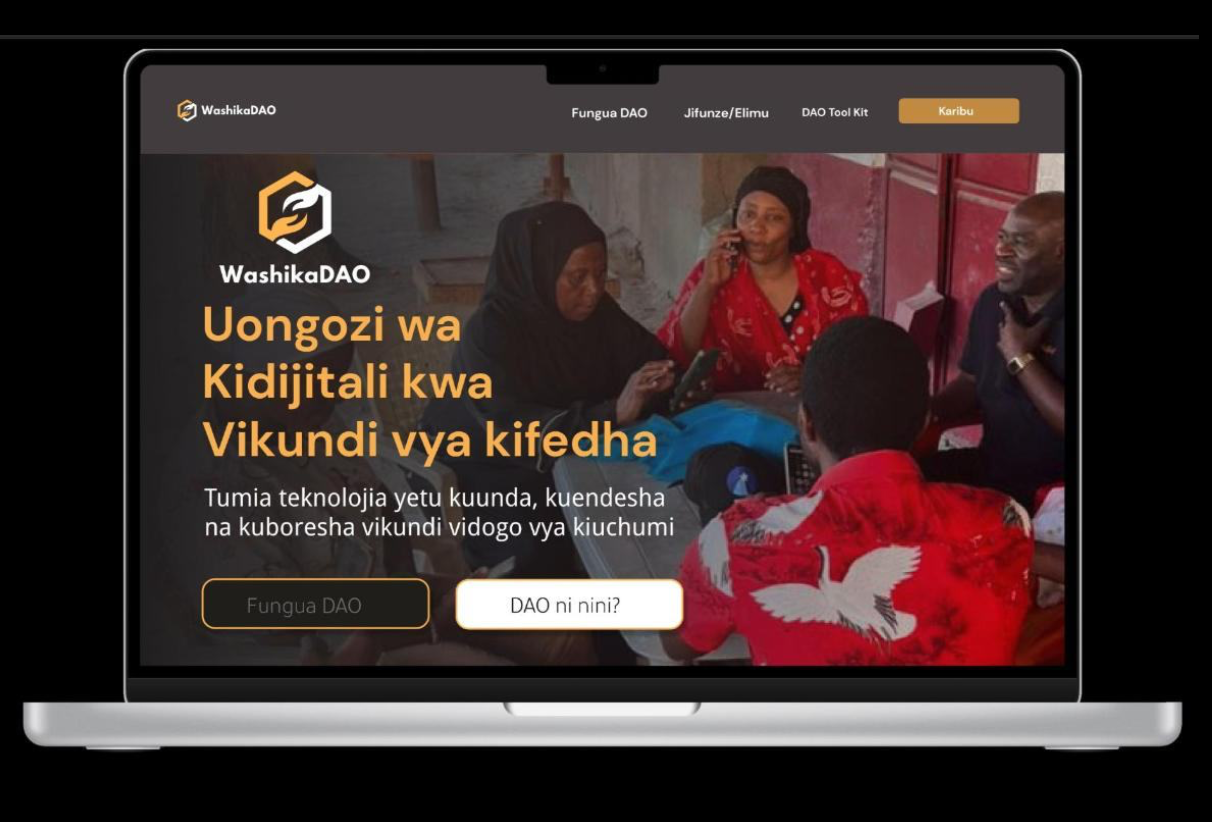 WashikaDAO
Fungua DAO
Jifunze/Elimu
DAO Tool Kit
Karibu
WashikaDAO
Uongozi wa
Kidijitali kwa
Vikundi vya kifedha
Tumia teknolojia yetu kuunda, kuendesha
na kuboresha vikundi vidogo vya kiuchumi
Fungua DAO
DAO ni nini?